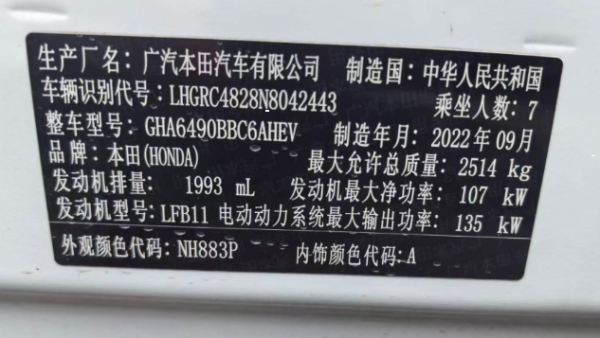 生产厂名: 广汽本田汽车有限公司 制造国: 中华人民共和国
车辆识别代号: LHGRC4828N8042443 乘坐人数: 7
整车型号: GHA6490BBC6AHEV 制造年月: 2022年09月
品牌: 本田(HONDA) 最大允许总质量: 2514 kg
发动机排量: 1993 mL 发动机最大净功率: 107 kW
发动机型号: LFB11 电动动力系统最大输出功率: 135 kW
外观颜色代码: NH883P 内饰颜色代码: A